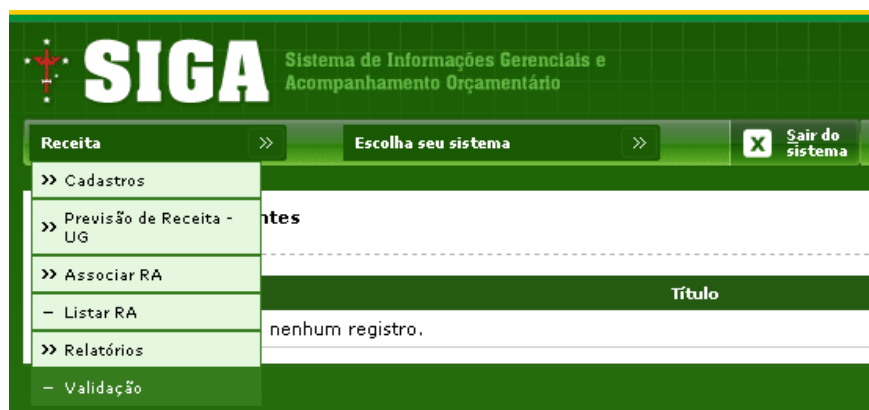 SIGA
Sistema de Informações Gerenciais e
Acompanhamento Orçamentário
Receita >>
Escolha seu sistema >>
X Sair do
sistema
>> Cadastros
>> Previsão de Receita -
UG
>> Associar RA
– Listar RA
>> Relatórios
– Validação
ntes
Título
nenhum registro.